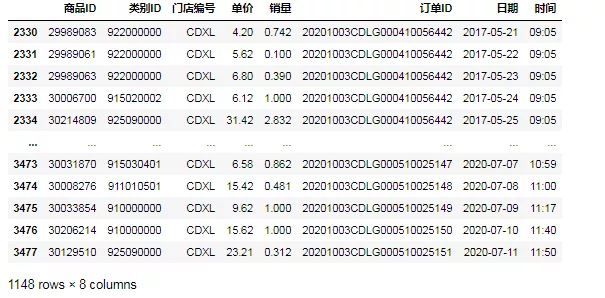 商品ID 类别ID 门店编号 单价 销量 订单ID 日期 时间
2330 29989083 922000000 CDXL 4.20 0.742 20201003CDLG000410056442 2017-05-21 09:05
2331 29989061 922000000 CDXL 5.62 0.100 20201003CDLG000410056442 2017-05-22 09:05
2332 29989063 922000000 CDXL 6.80 0.390 20201003CDLG000410056442 2017-05-23 09:05
2333 30006700 915020002 CDXL 6.12 1.000 20201003CDLG000410056442 2017-05-24 09:05
2334 30214809 925090000 CDXL 31.42 2.832 20201003CDLG000410056442 2017-05-25 09:05
... ... ... ... ... ... ... ... ...
3473 30031870 915030401 CDXL 6.58 0.862 20201003CDLG000510025147 2020-07-07 10:59
3474 30008276 911010501 CDXL 15.42 0.481 20201003CDLG000510025148 2020-07-08 11:00
3475 30033854 910000000 CDXL 9.62 1.000 20201003CDLG000510025149 2020-07-09 11:17
3476 30206214 910000000 CDXL 15.62 1.000 20201003CDLG000510025150 2020-07-10 11:40
3477 30129510 925090000 CDXL 23.21 0.312 20201003CDLG000510025151 2020-07-11 11:50
1148 rows × 8 columns